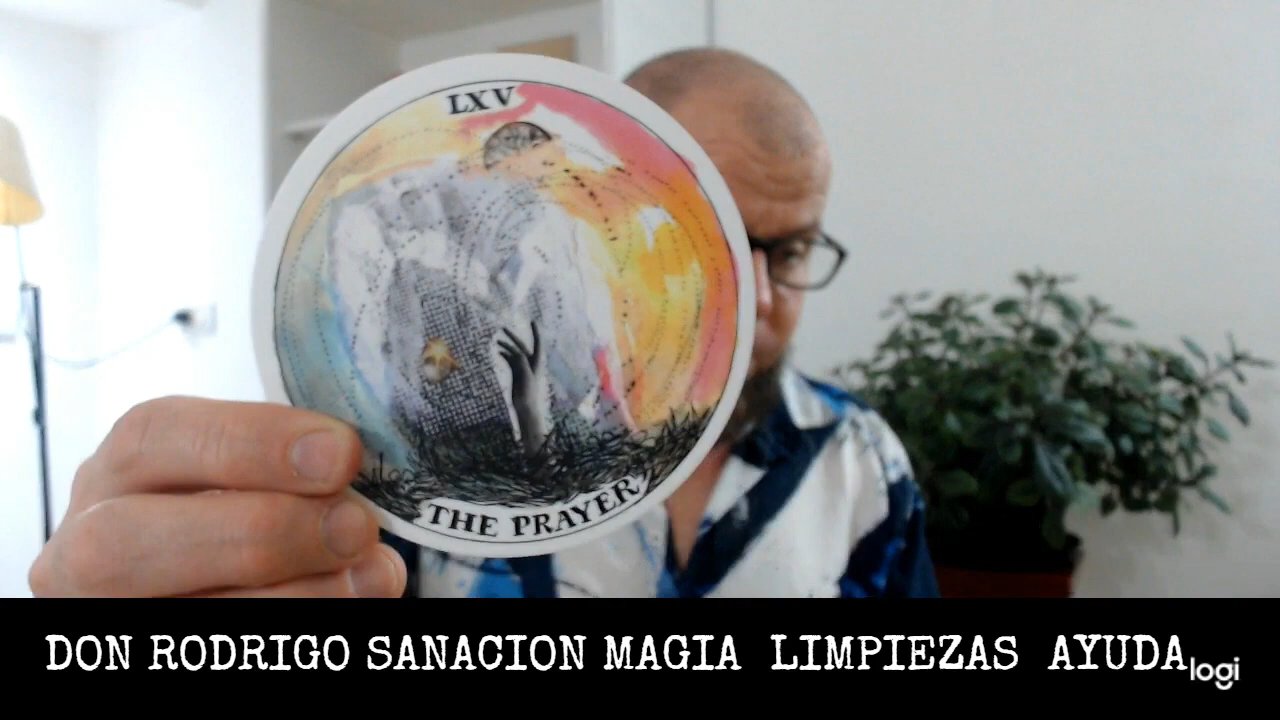 LXV
THE PRAYER
DON RODRIGO SANACION MAGIA LIMPIEZAS AYUDA
logi